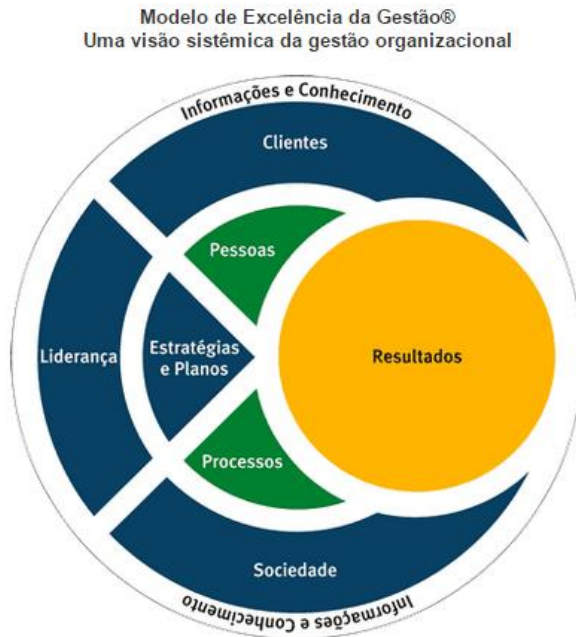 Modelo de Excelência da Gestão®
Uma visão sistêmica da gestão organizacional
Informações e Conhecimento
Clientes
Pessoas
Liderança
Estratégias
e Planos
Resultados
Processos
Sociedade
Informações e Conhecimento